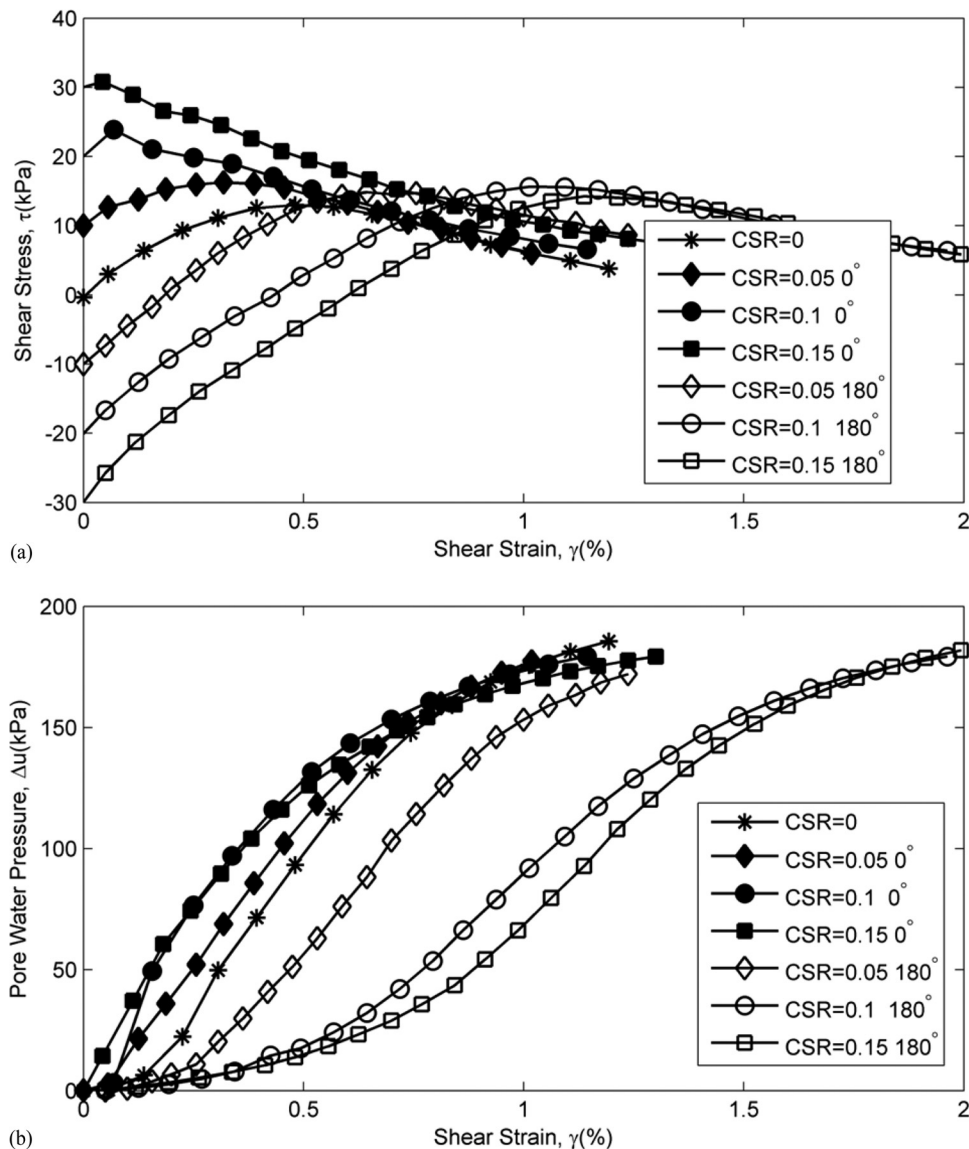 40
30
20
10
0
-10
-20
-30
Shear Stress, τ(kPa)
CSR=0
CSR=0.05 0°
CSR=0.1 0°
CSR=0.15 0°
CSR=0.05 180°
CSR=0.1 180°
CSR=0.15 180°
0 0.5 1 1.5 2
Shear Strain, γ(%)
(a)
200
150
100
50
0
Pore Water Pressure, Δu(kPa)
CSR=0
CSR=0.05 0°
CSR=0.1 0°
CSR=0.15 0°
CSR=0.05 180°
CSR=0.1 180°
CSR=0.15 180°
0 0.5 1 1.5 2
Shear Strain, γ(%)
(b)